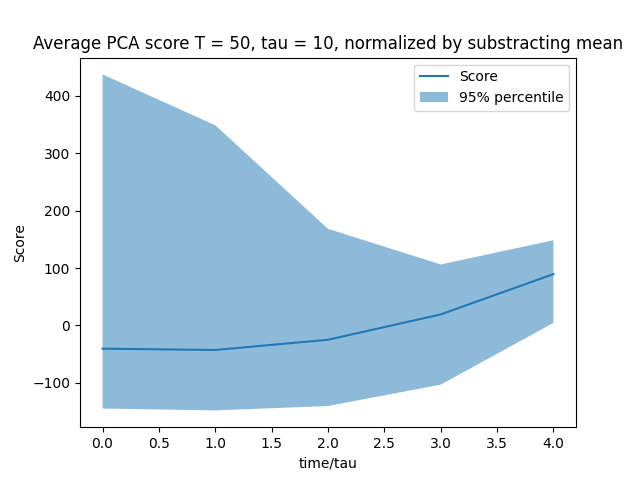 Average PCA score T = 50, tau = 10, normalized by substracting mean
Score
95% percentile
400
300
200
100
0
−100
Score
0.0 0.5 1.0 1.5 2.0 2.5 3.0 3.5 4.0
time/tau